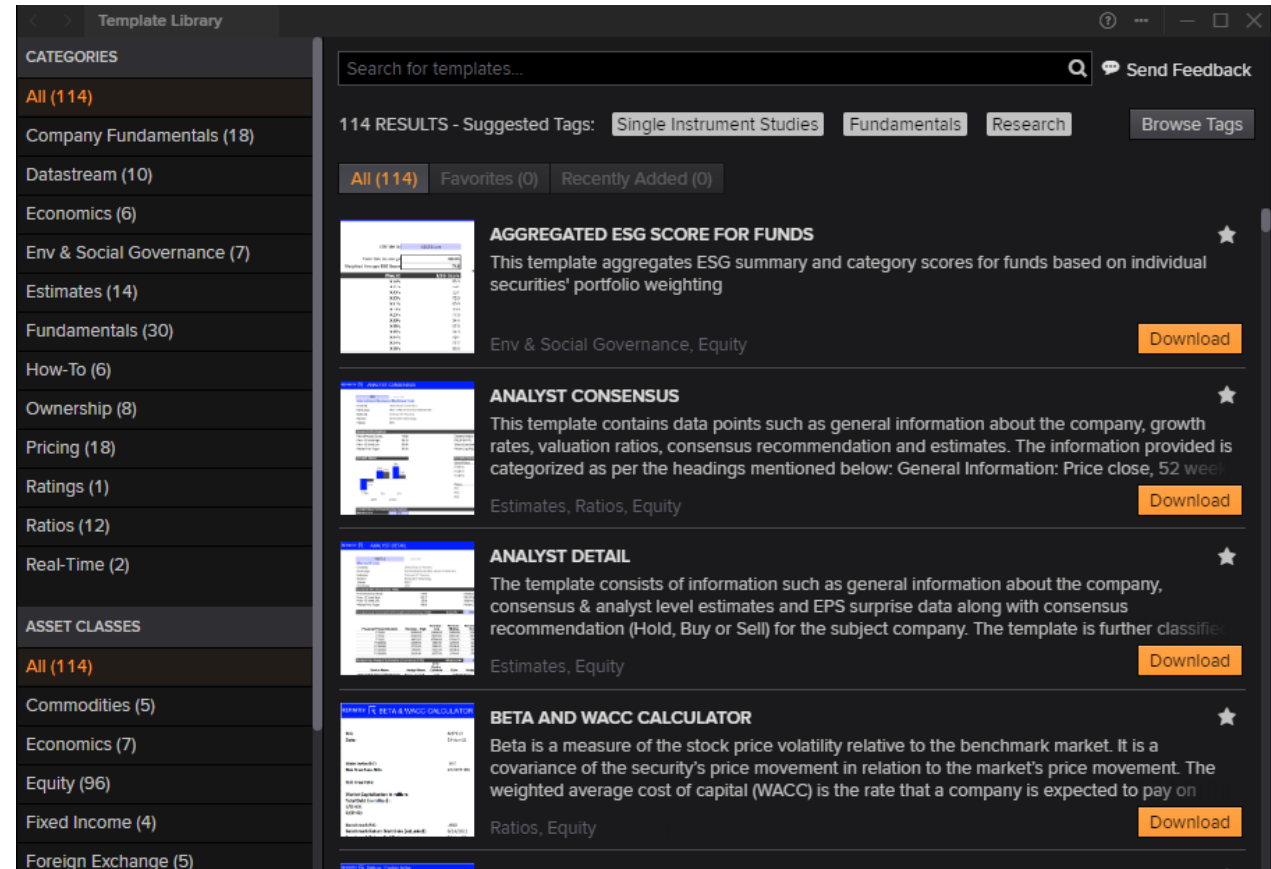 Template Library
CATEGORIES
All (114)
Company Fundamentals (18)
Datastream (10)
Economics (6)
Env & Social Governance (7)
Estimates (14)
Fundamentals (30)
How-To (6)
Ownership (8)
Pricing (18)
Ratings (1)
Ratios (12)
Real-Time (2)
ASSET CLASSES
All (114)
Commodities (5)
Economics (7)
Equity (96)
Fixed Income (4)
Foreign Exchange (5)
Search for templates...
Send Feedback
114 RESULTS - Suggested Tags: Single Instrument Studies Fundamentals Research Browse Tags
All (114) Favorites (0) Recently Added (0)
AGGREGATED ESG SCORE FOR FUNDS
This template aggregates ESG summary and category scores for funds based on individual
securities' portfolio weighting
Env & Social Governance, Equity
Download
ANALYST CONSENSUS
This template contains data points such as general information about the company, growth
rates, valuation ratios, consensus recommendation and estimates. The information provided is
categorized as per the headings mentioned below: General Information: Price close, 52 week
Estimates, Ratios, Equity
Download
ANALYST DETAIL
The template consists of information such as general information about the company,
consensus & analyst level estimates and EPS surprise data along with consensus
recommendation (Hold, Buy or Sell) for the subject company. The template is further classifie
Estimates, Equity
Download
BETA & WACC CALCULATOR
BETA AND WACC CALCULATOR
Beta is a measure of the stock price volatility relative to the benchmark market. It is a
covariance of the security's price movement in relation to the market's price movement. The
weighted average cost of capital (WACC) is the rate that a company is expected to pay on
Ratios, Equity
Download